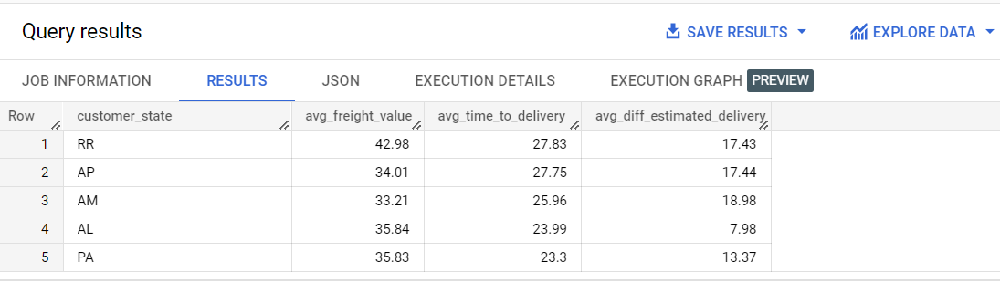 Query results SAVE RESULTS EXPLORE DATA
JOB INFORMATION RESULTS JSON EXECUTION DETAILS EXECUTION GRAPH PREVIEW
Row customer_state avg_freight_value avg_time_to_delivery avg_diff_estimated_delivery
1 RR 42.98 27.83 17.43
2 AP 34.01 27.75 17.44
3 AM 33.21 25.96 18.98
4 AL 35.84 23.99 7.98
5 PA 35.83 23.3 13.37